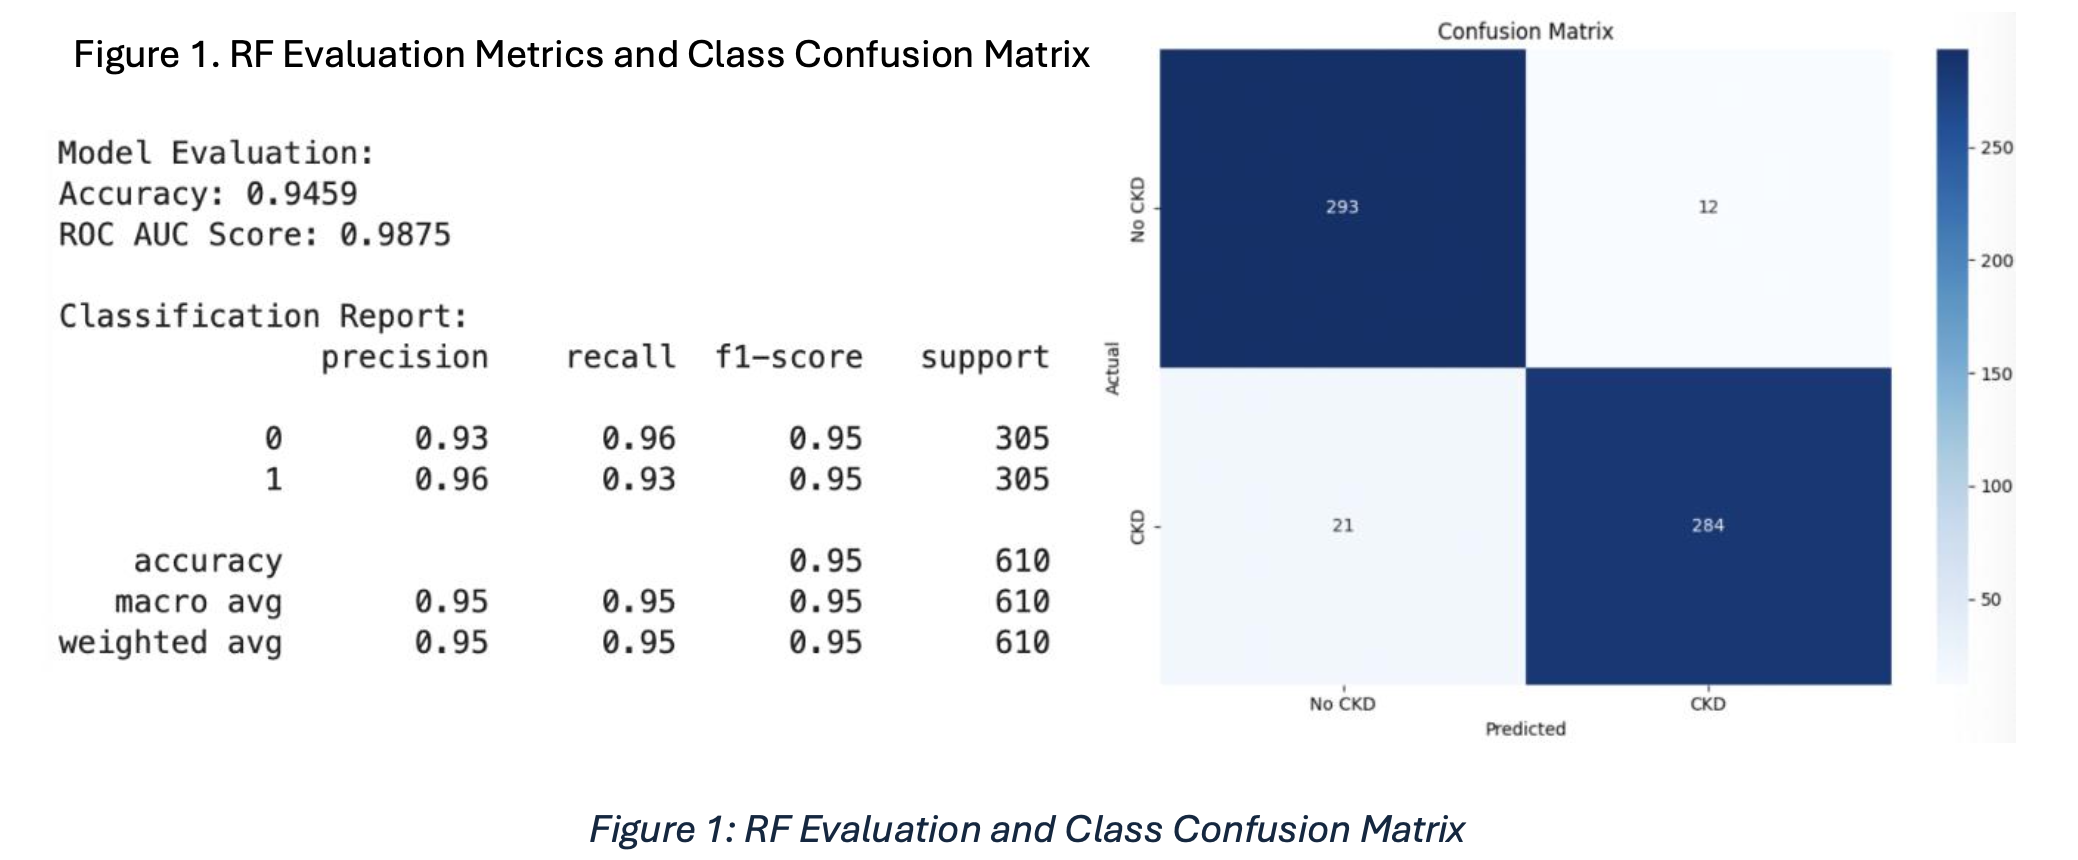 Figure 1. RF Evaluation Metrics and Class Confusion Matrix
Model Evaluation:
Accuracy: 0.9459
ROC AUC Score: 0.9875
Classification Report:
precision recall f1-score support
0 0.93 0.96 0.95 305
1 0.96 0.93 0.95 305
accuracy 0.95 610
macro avg 0.95 0.95 0.95 610
weighted avg 0.95 0.95 0.95 610
Confusion Matrix
Actual
No CKD
293 12
CKD
21 284
No CKD CKD
Predicted
250
200
150
100
50
Figure 1: RF Evaluation and Class Confusion Matrix